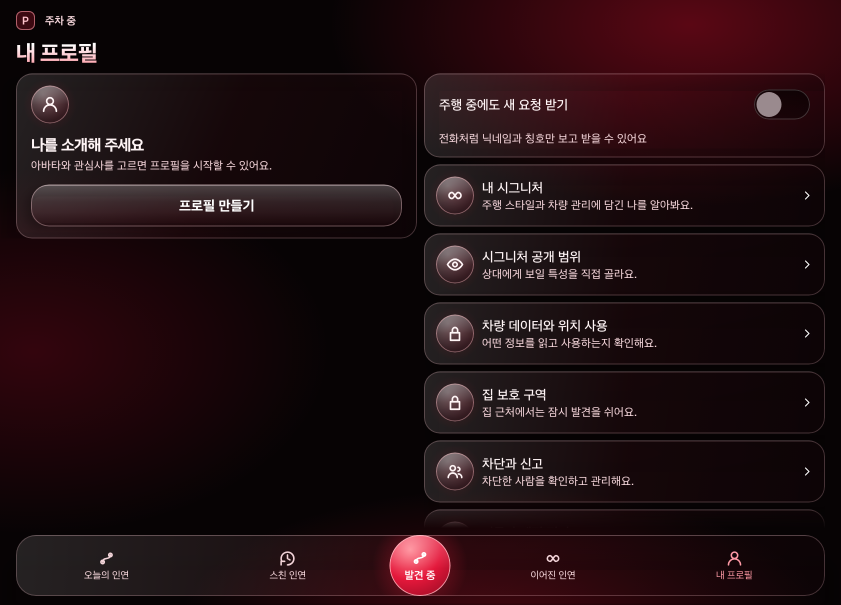 P 주차 중
내 프로필
나를 소개해 주세요
아바타와 관심사를 고르면 프로필을 시작할 수 있어요.
프로필 만들기
주행 중에도 새 요청 받기
전화처럼 닉네임과 칭호만 보고 받을 수 있어요
내 시그니처
주행 스타일과 차량 관리에 담긴 나를 알아봐요.
시그니처 공개 범위
상대에게 보일 특성을 직접 골라요.
차량 데이터와 위치 사용
어떤 정보를 읽고 사용하는지 확인해요.
집 보호 구역
집 근처에서는 잠시 발견을 쉬어요.
차단과 신고
차단한 사람을 확인하고 관리해요.
오늘의 인연
스친 인연
발견 중
이어진 인연
내 프로필